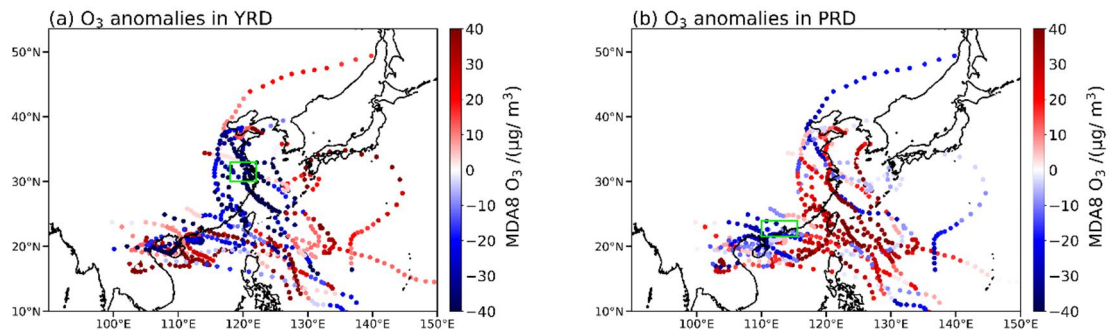 (a) O₃ anomalies in YRD
50°N
40°N
30°N
20°N
10°N
100°E 110°E 120°E 130°E 140°E 150°E
40
30
20
10
0
−10
−20
−30
−40
MDA8 O₃ /(μg/ m³)
(b) O₃ anomalies in PRD
50°N
40°N
30°N
20°N
10°N
100°E 110°E 120°E 130°E 140°E 150°E
40
30
20
10
0
−10
−20
−30
−40
MDA8 O₃ /(μg/ m³)